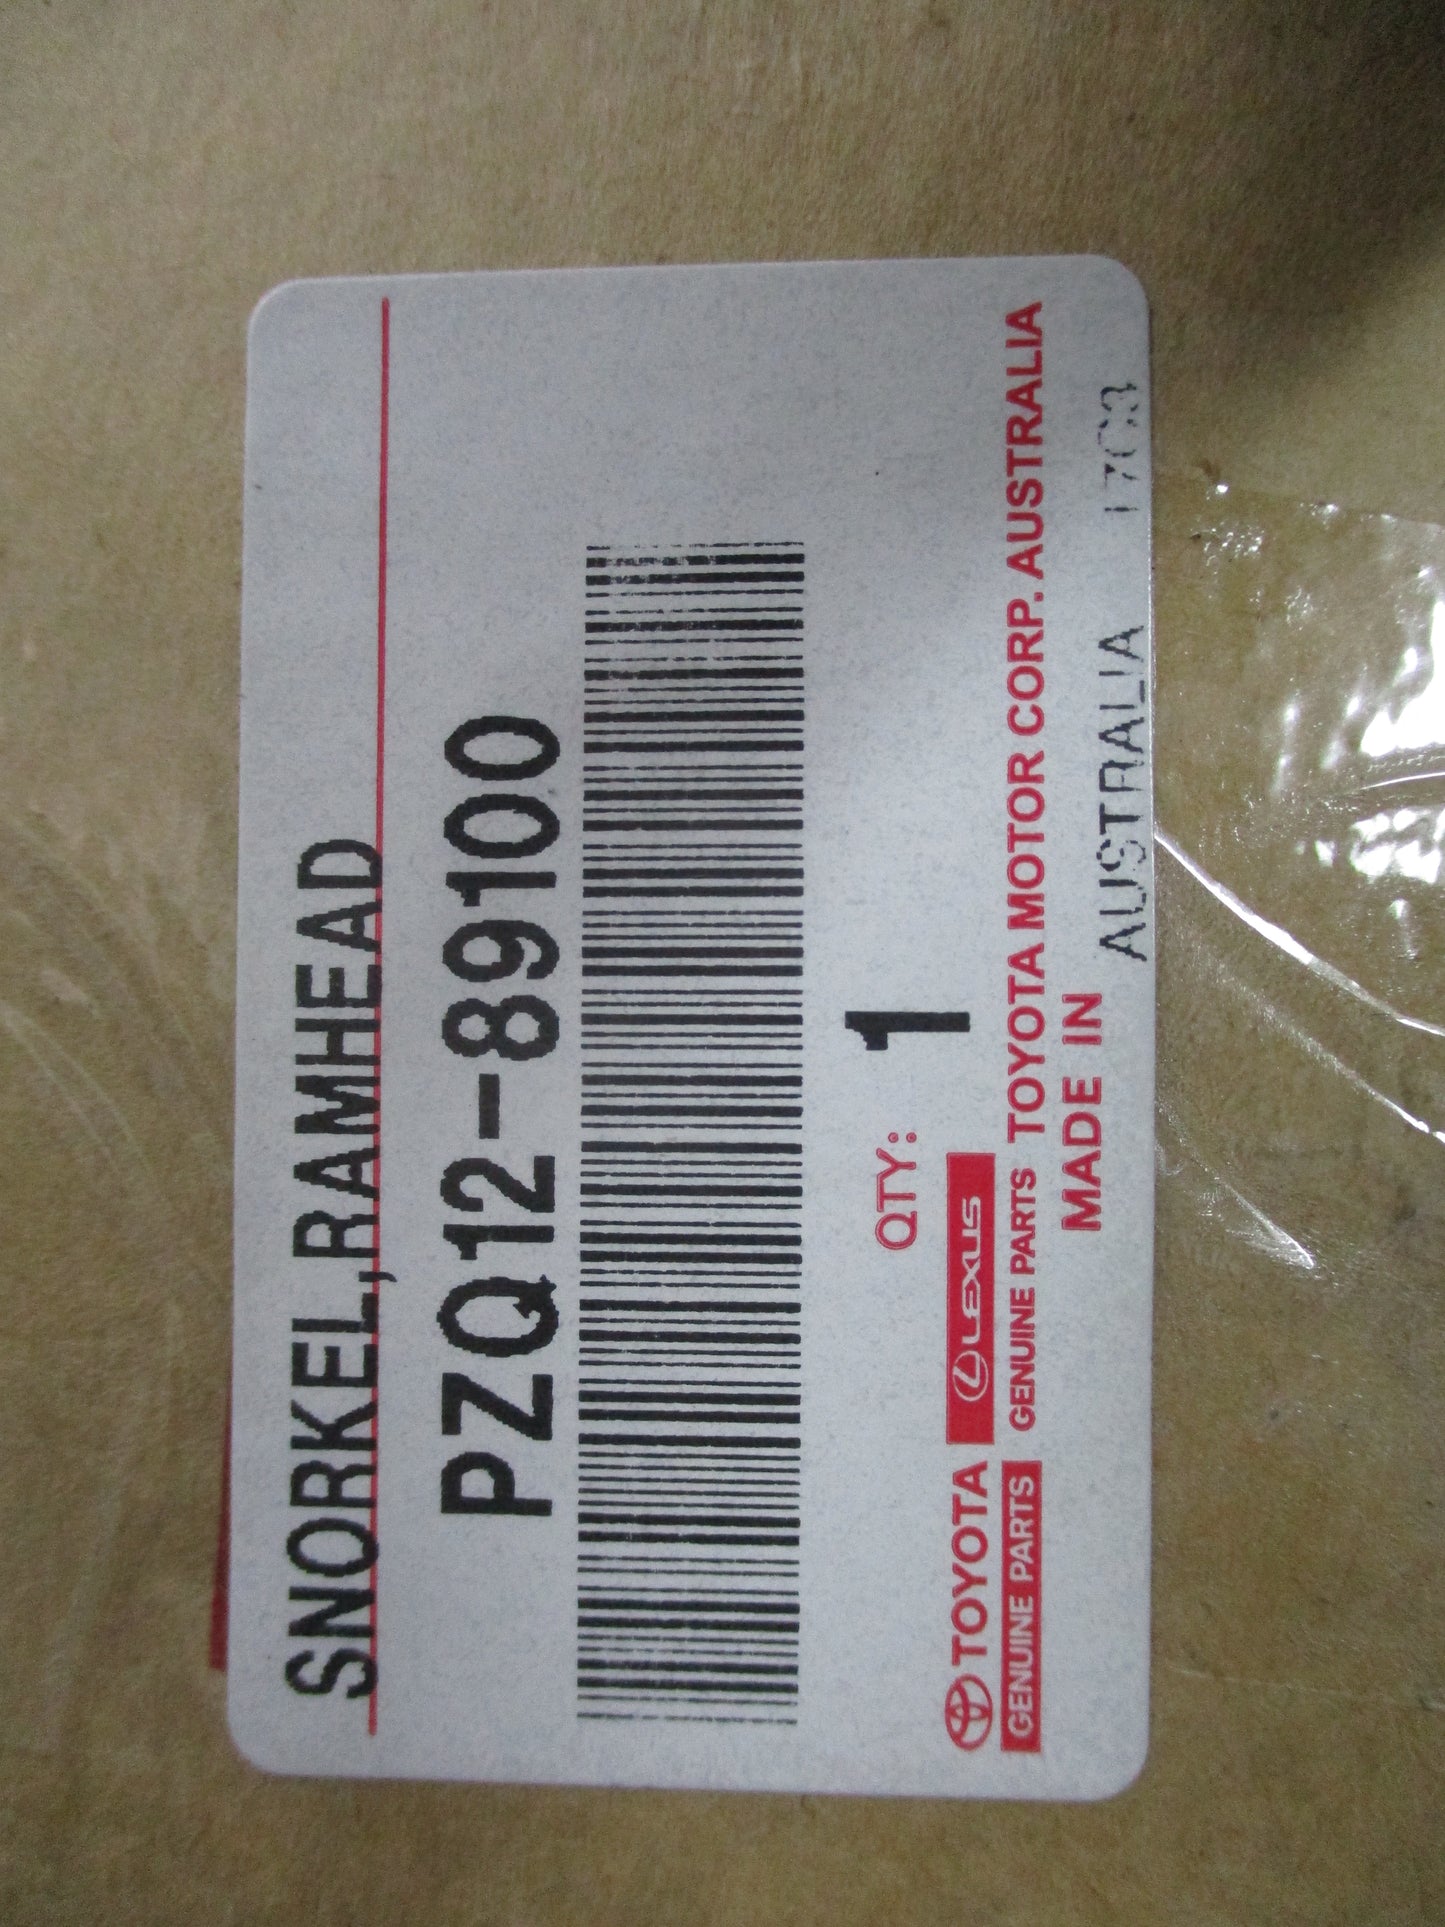 SNORKEL,RAMHEAD
PZQ12-89100
QTY: 1
TOYOTA LEXUS
GENUINE PARTS GENUINE PARTS TOYOTA MOTOR CORP. AUSTRALIA
MADE IN AUSTRALIA